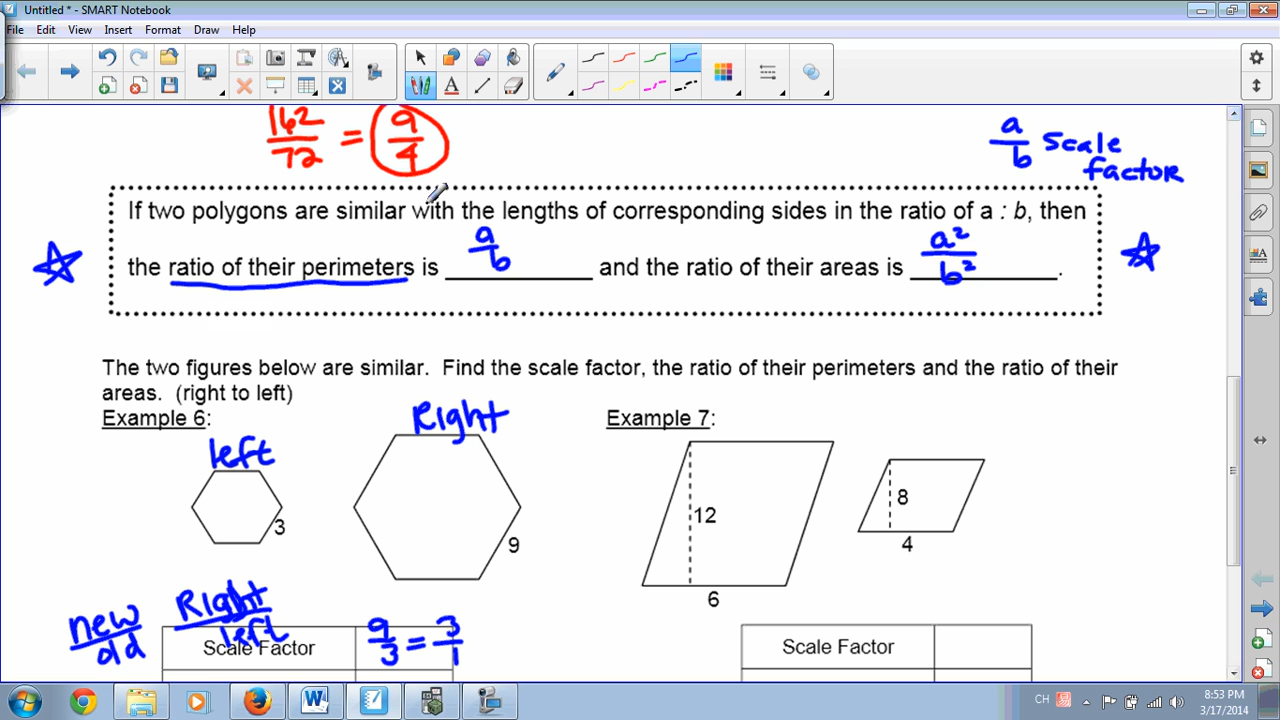 Untitled * - SMART Notebook
File Edit View Insert Format Draw Help
162/72 = 9/4
a/b Scale factor
If two polygons are similar with the lengths of corresponding sides in the ratio of a : b, then
the ratio of their perimeters is a/b and the ratio of their areas is a²/b².
The two figures below are similar. Find the scale factor, the ratio of their perimeters and the ratio of their
areas. (right to left)
Example 6:
left
Right
3
9
Example 7:
12
6
8
4
new/old
Right/left
Scale Factor 9/3 = 3/1
Scale Factor
CH
8:53 PM
3/17/2014